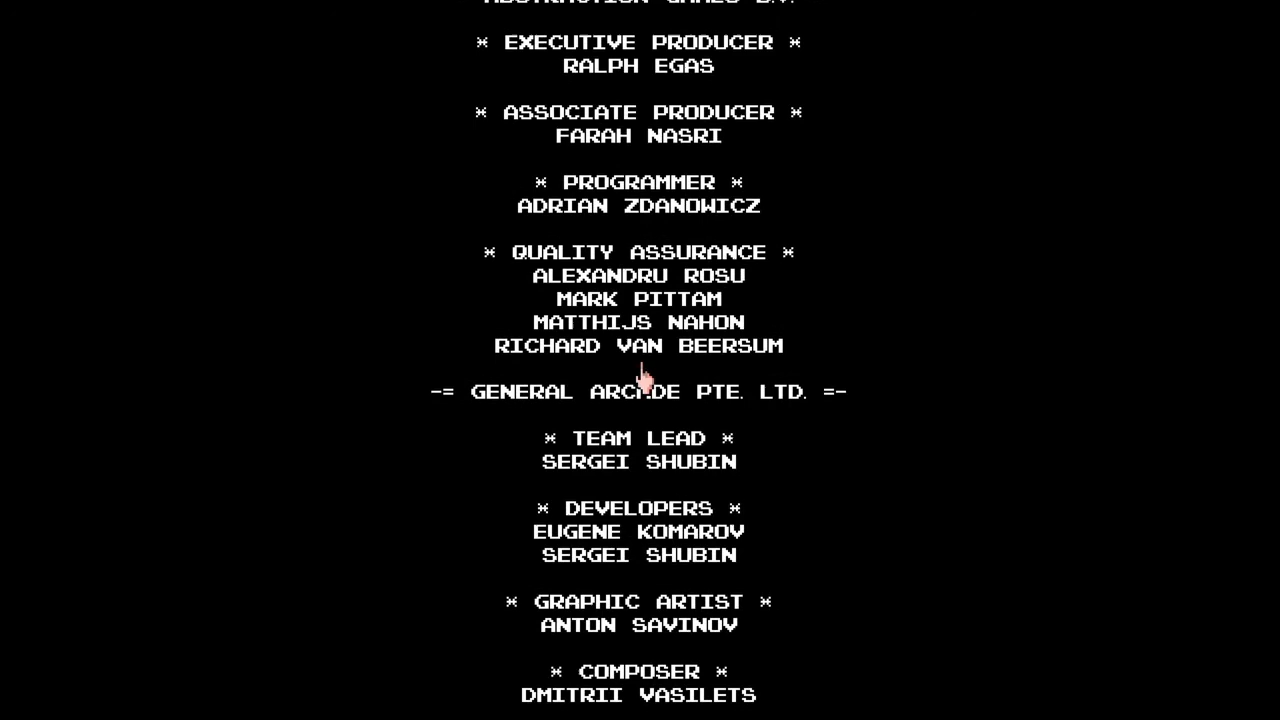 ABSTRACTION GAMES B.V.
* EXECUTIVE PRODUCER *
RALPH EGAS
* ASSOCIATE PRODUCER *
FARAH NASRI
* PROGRAMMER *
ADRIAN ZDANOWICZ
* QUALITY ASSURANCE *
ALEXANDRU ROSU
MARK PITTAM
MATTHIJS NAHON
RICHARD VAN BEERSUM
-= GENERAL ARCADE PTE. LTD. =-
* TEAM LEAD *
SERGEI SHUBIN
* DEVELOPERS *
EUGENE KOMAROV
SERGEI SHUBIN
* GRAPHIC ARTIST *
ANTON SAVINOV
* COMPOSER *
DMITRII VASILETS